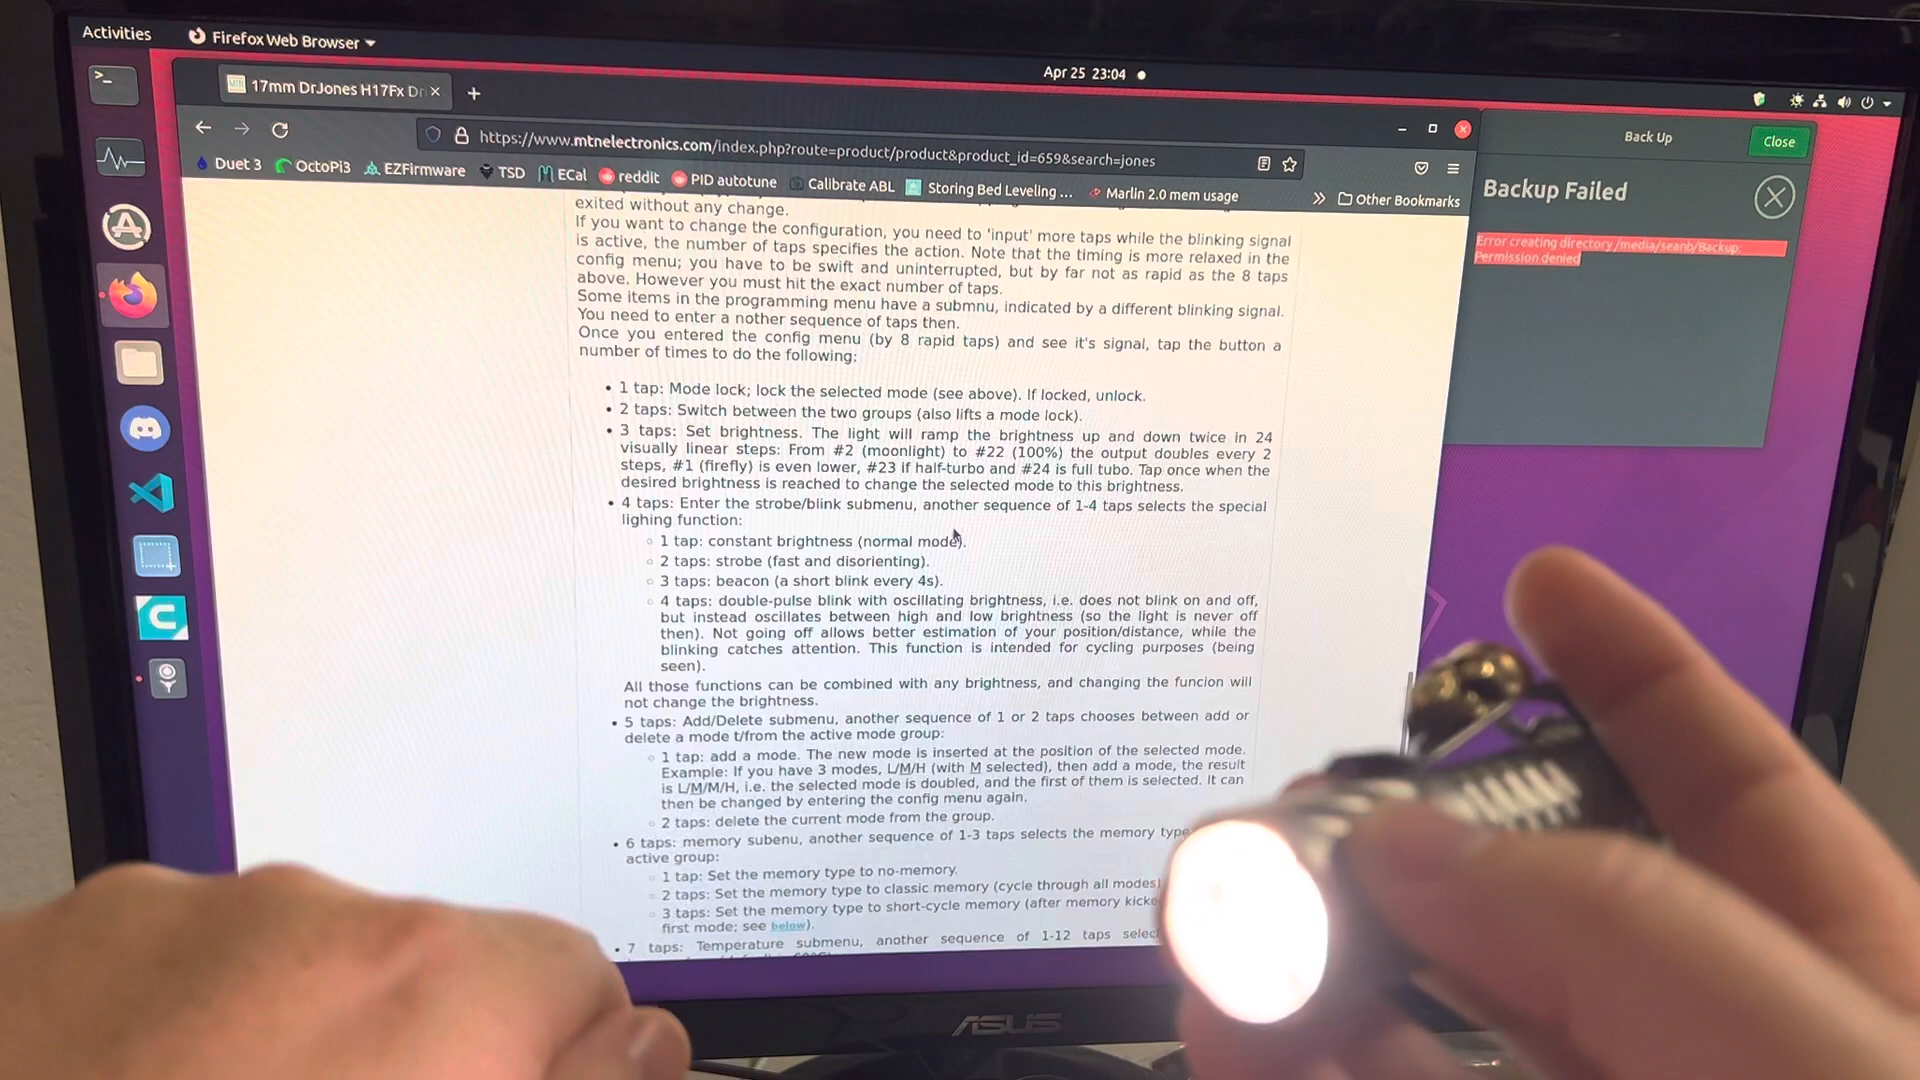 Activities
Firefox Web Browser
Apr 25 23:04
17mm DrJones H17Fx Dr
https://www.mtnelectronics.com/index.php?route=product/product&product_id=659&search=jones
Duet 3 OctoPi3 EZFirmware TSD ECal reddit PID autotune Calibrate ABL Storing Bed Leveling ... Marlin 2.0 mem usage Other Bookmarks
exited without any change.
If you want to change the configuration, you need to 'input' more taps while the blinking signal
is active, the number of taps specifies the action. Note that the timing is more relaxed in the
config menu; you have to be swift and uninterrupted, but by far not as rapid as the 8 taps
above. However you must hit the exact number of taps.
Some items in the programming menu have a submnu, indicated by a different blinking signal.
You need to enter a nother sequence of taps then.
Once you entered the config menu (by 8 rapid taps) and see it's signal, tap the button a
number of times to do the following:
• 1 tap: Mode lock; lock the selected mode (see above). If locked, unlock.
• 2 taps: Switch between the two groups (also lifts a mode lock).
• 3 taps: Set brightness. The light will ramp the brightness up and down twice in 24
visually linear steps: From #2 (moonlight) to #22 (100%) the output doubles every 2
steps, #1 (firefly) is even lower, #23 if half-turbo and #24 is full tubo. Tap once when the
desired brightness is reached to change the selected mode to this brightness.
• 4 taps: Enter the strobe/blink submenu, another sequence of 1-4 taps selects the special
lighing function:
◦ 1 tap: constant brightness (normal mode).
◦ 2 taps: strobe (fast and disorienting).
◦ 3 taps: beacon (a short blink every 4s).
◦ 4 taps: double-pulse blink with oscillating brightness, i.e. does not blink on and off,
but instead oscillates between high and low brightness (so the light is never off
then). Not going off allows better estimation of your position/distance, while the
blinking catches attention. This function is intended for cycling purposes (being
seen).
All those functions can be combined with any brightness, and changing the funcion will
not change the brightness.
• 5 taps: Add/Delete submenu, another sequence of 1 or 2 taps chooses between add or
delete a mode t/from the active mode group:
◦ 1 tap: add a mode. The new mode is inserted at the position of the selected mode.
Example: If you have 3 modes, L/M/H (with M selected), then add a mode, the result
is L/M/M/H, i.e. the selected mode is doubled, and the first of them is selected. It can
then be changed by entering the config menu again.
◦ 2 taps: delete the current mode from the group.
• 6 taps: memory subenu, another sequence of 1-3 taps selects the memory type
active group:
◦ 1 tap: Set the memory type to no-memory.
◦ 2 taps: Set the memory type to classic memory (cycle through all modes)
◦ 3 taps: Set the memory type to short-cycle memory (after memory kicke
first mode; see below).
• 7 taps: Temperature submenu, another sequence of 1-12 taps selec
Back Up
Close
Backup Failed
Error creating directory /media/seanb/Backup:
Permission denied
ASUS